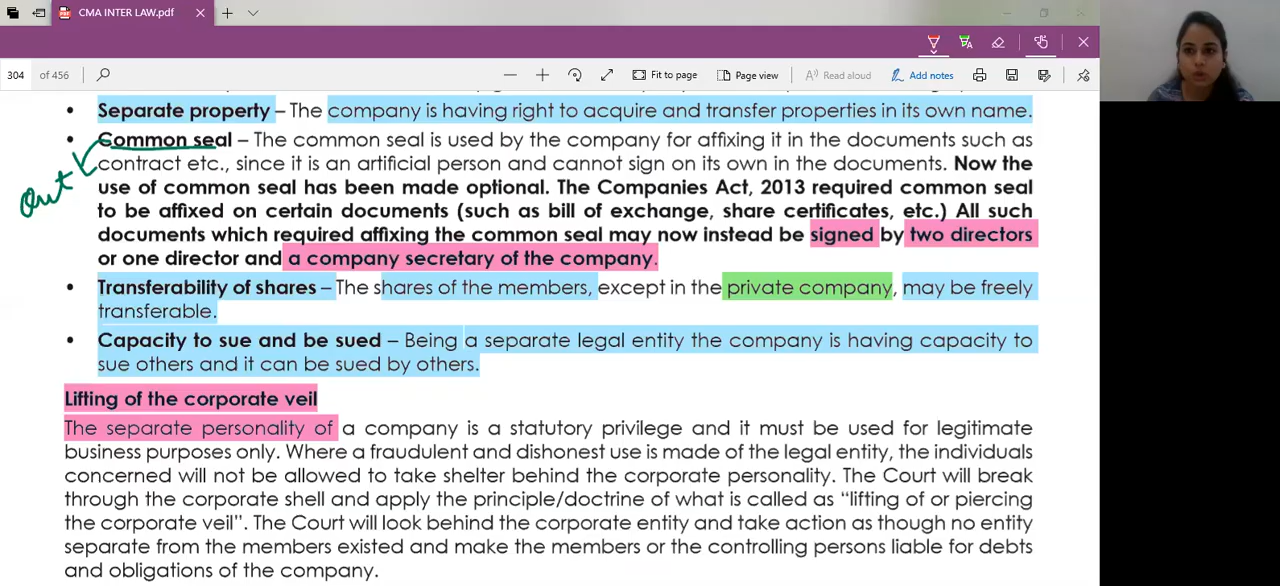 CMA INTER LAW.pdf
304 of 456
Fit to page
Page view
Read aloud
Add notes
Separate property – The company is having right to acquire and transfer properties in its own name.
Common seal – The common seal is used by the company for affixing it in the documents such as
contract etc., since it is an artificial person and cannot sign on its own in the documents. Now the
Out
use of common seal has been made optional. The Companies Act, 2013 required common seal
to be affixed on certain documents (such as bill of exchange, share certificates, etc.) All such
documents which required affixing the common seal may now instead be signed by two directors
or one director and a company secretary of the company.
Transferability of shares – The shares of the members, except in the private company, may be freely
transferable.
Capacity to sue and be sued – Being a separate legal entity the company is having capacity to
sue others and it can be sued by others.
Lifting of the corporate veil
The separate personality of a company is a statutory privilege and it must be used for legitimate
business purposes only. Where a fraudulent and dishonest use is made of the legal entity, the individuals
concerned will not be allowed to take shelter behind the corporate personality. The Court will break
through the corporate shell and apply the principle/doctrine of what is called as “lifting of or piercing
the corporate veil”. The Court will look behind the corporate entity and take action as though no entity
separate from the members existed and make the members or the controlling persons liable for debts
and obligations of the company.